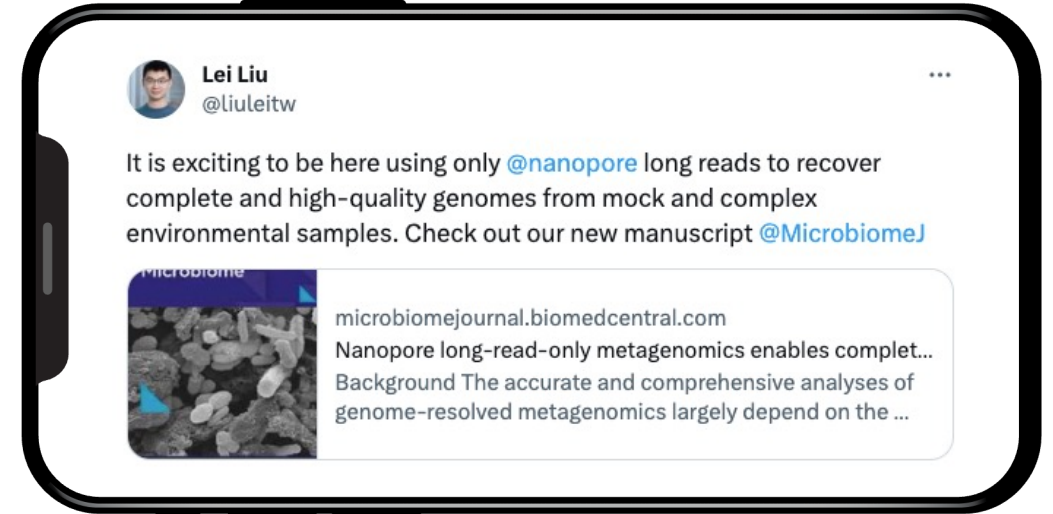 Lei Liu
@liuleitw
It is exciting to be here using only @nanopore long reads to recover
complete and high-quality genomes from mock and complex
environmental samples. Check out our new manuscript @MicrobiomeJ
Microbiome
microbiomejournal.biomedcentral.com
Nanopore long-read-only metagenomics enables complet...
Background The accurate and comprehensive analyses of
genome-resolved metagenomics largely depend on the ...